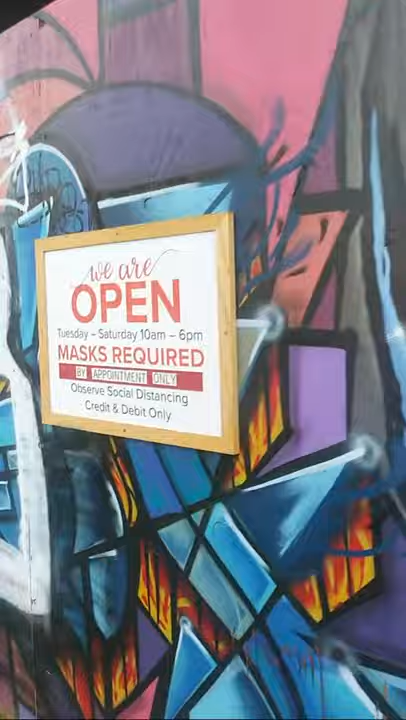 we are
OPEN
Tuesday – Saturday 10am – 6pm
MASKS REQUIRED
BY APPOINTMENT ONLY
Observe Social Distancing
Credit & Debit Only